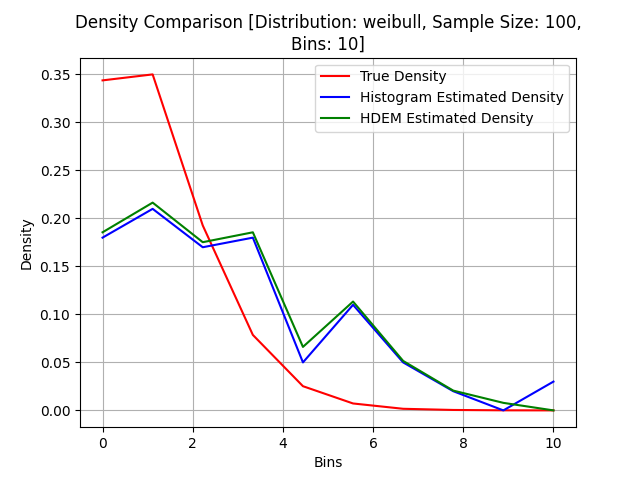 Density Comparison [Distribution: weibull, Sample Size: 100,
Bins: 10]
True Density
Histogram Estimated Density
HDEM Estimated Density
Density
0.35
0.30
0.25
0.20
0.15
0.10
0.05
0.00
0 2 4 6 8 10
Bins